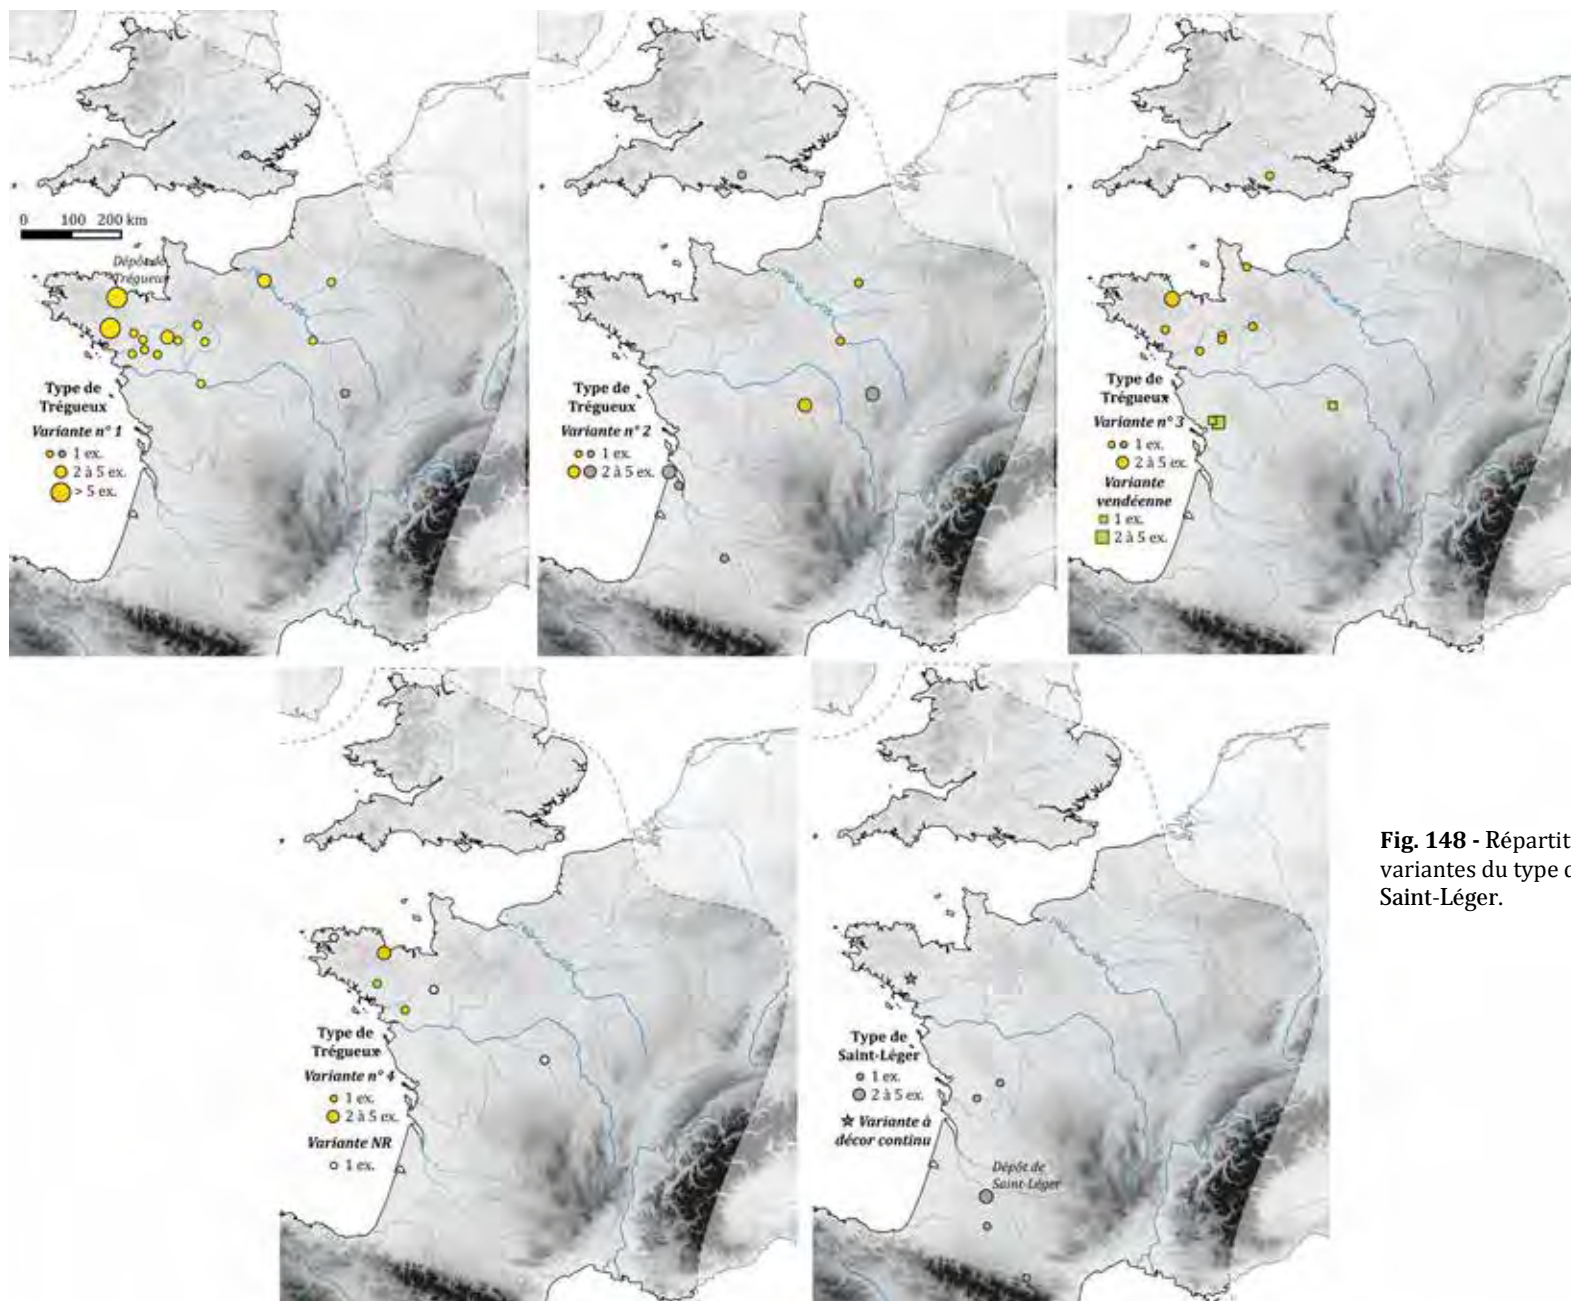 0 100 200 km
Dépôt de
Trégueux
Type de
Trégueux
Variante n° 1
1 ex.
2 à 5 ex.
> 5 ex.
Type de
Trégueux
Variante n° 2
1 ex.
2 à 5 ex.
Type de
Trégueux
Variante n° 3
1 ex.
2 à 5 ex.
Variante
vendéenne
1 ex.
2 à 5 ex.
Type de
Trégueux
Variante n° 4
1 ex.
2 à 5 ex.
Variante NR
1 ex.
Type de
Saint-Léger
1 ex.
2 à 5 ex.
Variante à
décor continu
Dépôt de
Saint-Léger
Fig. 148 - Répartit
variantes du type d
Saint-Léger.